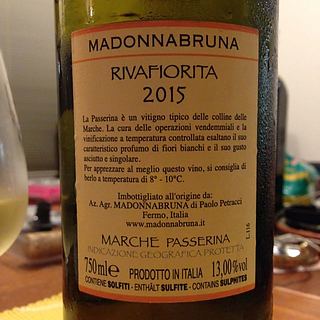 MADONNABRUNA
RIVAFIORITA
2015
La Passerina è un vitigno tipico delle colline delle
Marche. La cura delle operazioni vendemmiali e la
vinificazione a temperatura controllata esaltano il suo
caratteristico profumo di fiori bianchi e il suo gusto
asciutto e singolare.
Per apprezzare al meglio questo vino, si consiglia di
berlo a temperatura di 8° - 10°C.
Imbottigliato all'origine da:
Az. Agr. MADONNABRUNA di Paolo Petracci
Fermo, Italia
www.madonnabruna.it
MARCHE PASSERINA
INDICAZIONE GEOGRAFICA PROTETTA
750 ml e PRODOTTO IN ITALIA 13,00%vol
CONTIENE SOLFITI - ENTHÄLT SULFITE - CONTAINS SULPHITES
L.116